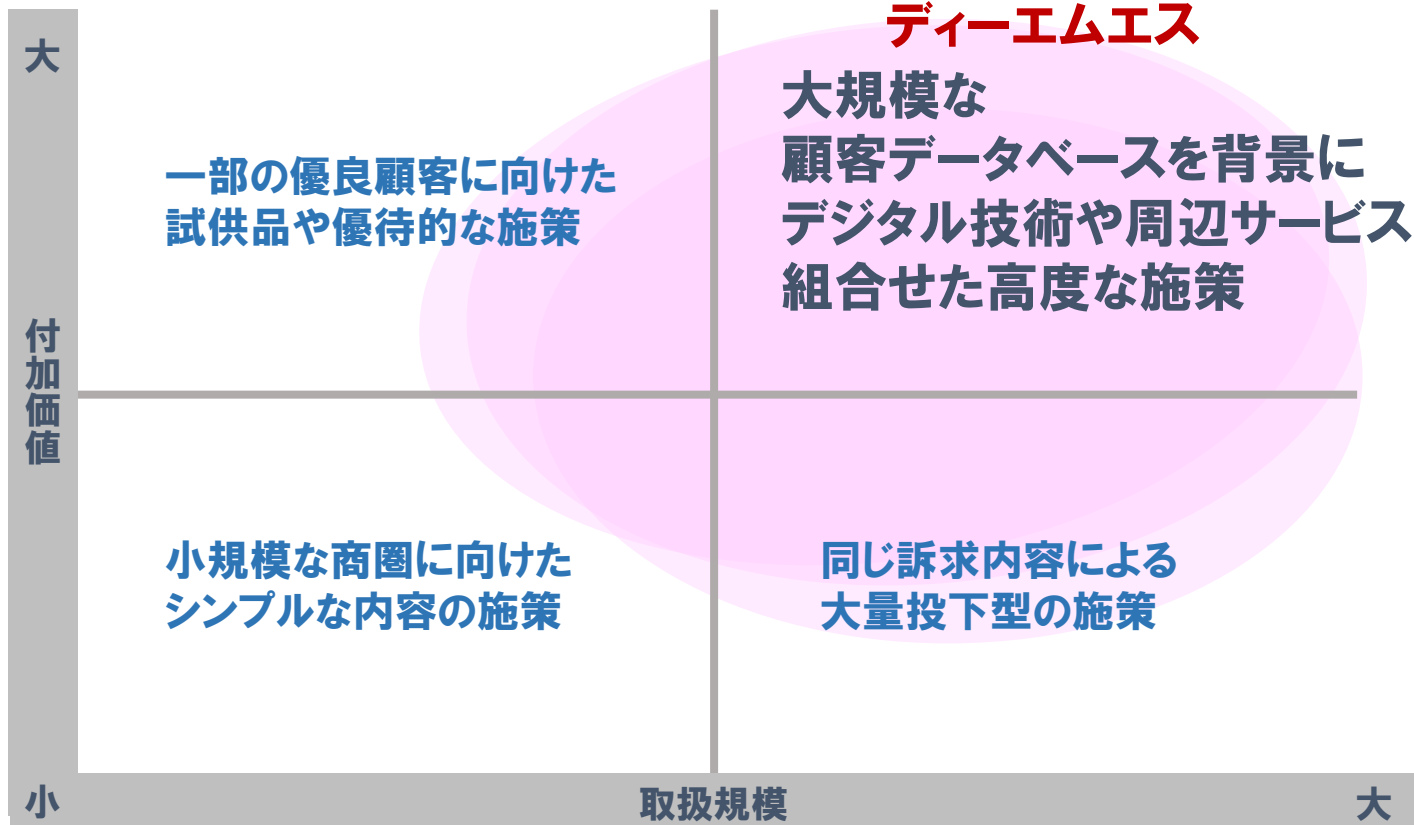 ディーエムエス
大
大規模な
顧客データベースを背景に
デジタル技術や周辺サービス
組合せた高度な施策
一部の優良顧客に向けた
試供品や優待的な施策
付加価値
小規模な商圏に向けた
シンプルな内容の施策
同じ訴求内容による
大量投下型の施策
小
取扱規模
大